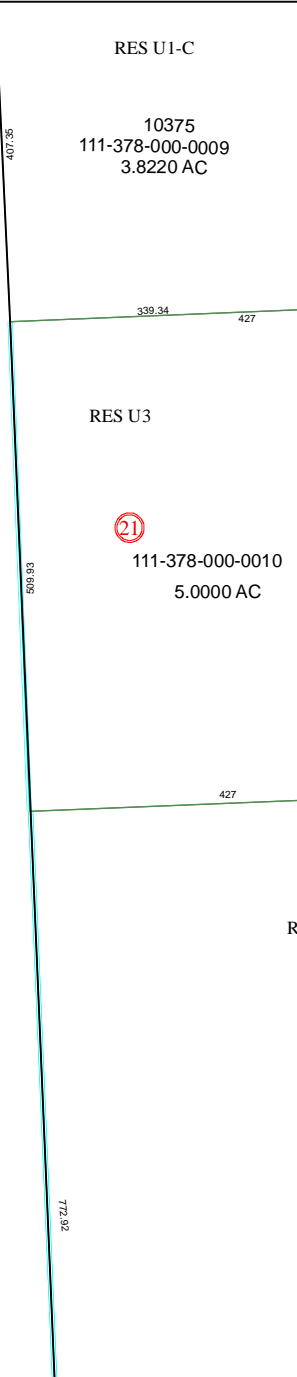 RES U1-C
10375
111-378-000-0009
3.8220 AC
407.35
339.34
427
RES U3
21
111-378-000-0010
5.0000 AC
509.93
427
R
772.92